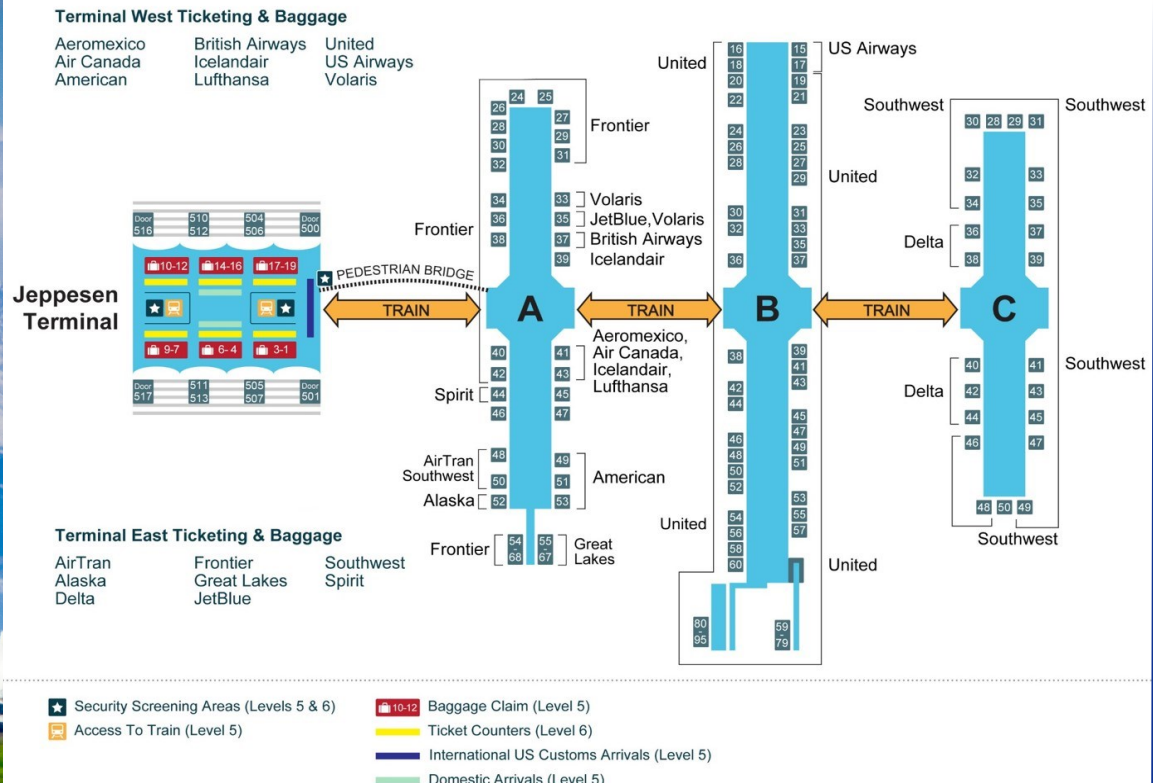 Terminal West Ticketing & Baggage
Aeromexico British Airways United
Air Canada Icelandair US Airways
American Lufthansa Volaris
Jeppesen
Terminal
Door 516
510
512
504
506
Door 500
10-12
14-16
17-19
9-7
6-4
3-1
Door 517
511
513
505
507
Door 501
PEDESTRIAN BRIDGE
TRAIN
A
TRAIN
B
TRAIN
C
24 25
26
28
30
32
27
29
31
Frontier
34
36
38
Frontier
33 Volaris
35 JetBlue,Volaris
37 British Airways
39 Icelandair
40
42
41
43
Aeromexico,
Air Canada,
Icelandair,
Lufthansa
Spirit 44
46
45
47
AirTran
Southwest
48
50
Alaska 52
49
51
53
American
Frontier
54
-
68
55
-
67
Great
Lakes
United
16
18
20
22
24
26
28
30
32
36
15
17
US Airways
19
21
23
25
27
29
United
31
33
35
37
38
42
44
46
48
50
52
54
56
58
60
United
39
41
43
45
47
49
51
53
55
57
United
80
-
95
59
-
79
Southwest
Southwest
30 28 29 31
32
34
33
35
Delta
36
38
37
39
Delta
40
42
44
46
41
43
45
47
Southwest
48 50 49
Southwest
Terminal East Ticketing & Baggage
AirTran Frontier Southwest
Alaska Great Lakes Spirit
Delta JetBlue
Security Screening Areas (Levels 5 & 6)
Access To Train (Level 5)
10-12 Baggage Claim (Level 5)
Ticket Counters (Level 6)
International US Customs Arrivals (Level 5)
Domestic Arrivals (Level 5)